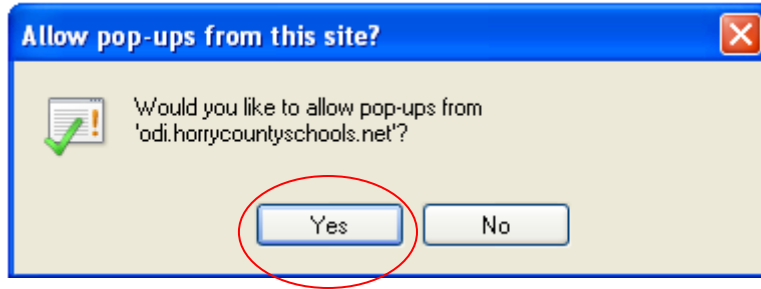 Allow pop-ups from this site?
Would you like to allow pop-ups from
'odi.horrycountyschools.net'?
Yes No